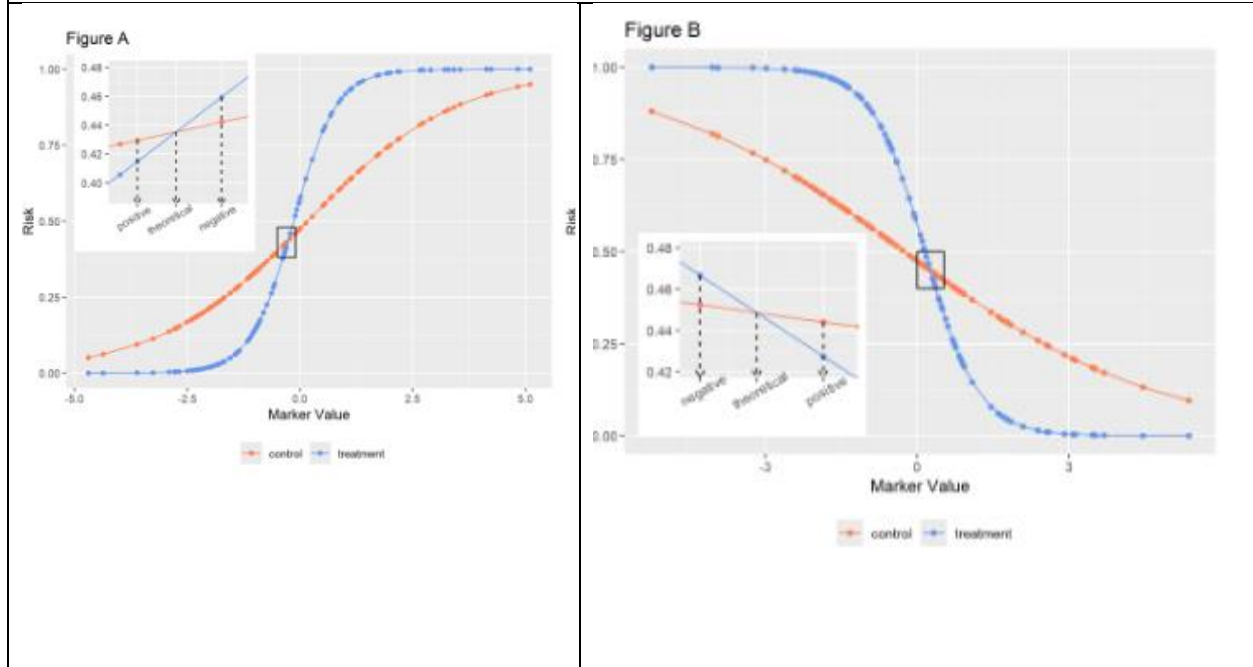 Figure A
0.48
0.46
0.44
0.42
0.40
positive
theoretical
negative
1.00
0.75
0.50
0.25
0.00
Risk
-5.0
-2.5
0.0
2.5
5.0
Marker Value
control
treatment
Figure B
1.00
0.75
0.50
0.25
0.00
Risk
0.48
0.46
0.44
0.42
negative
theoretical
positive
-3
0
3
Marker Value
control
treatment